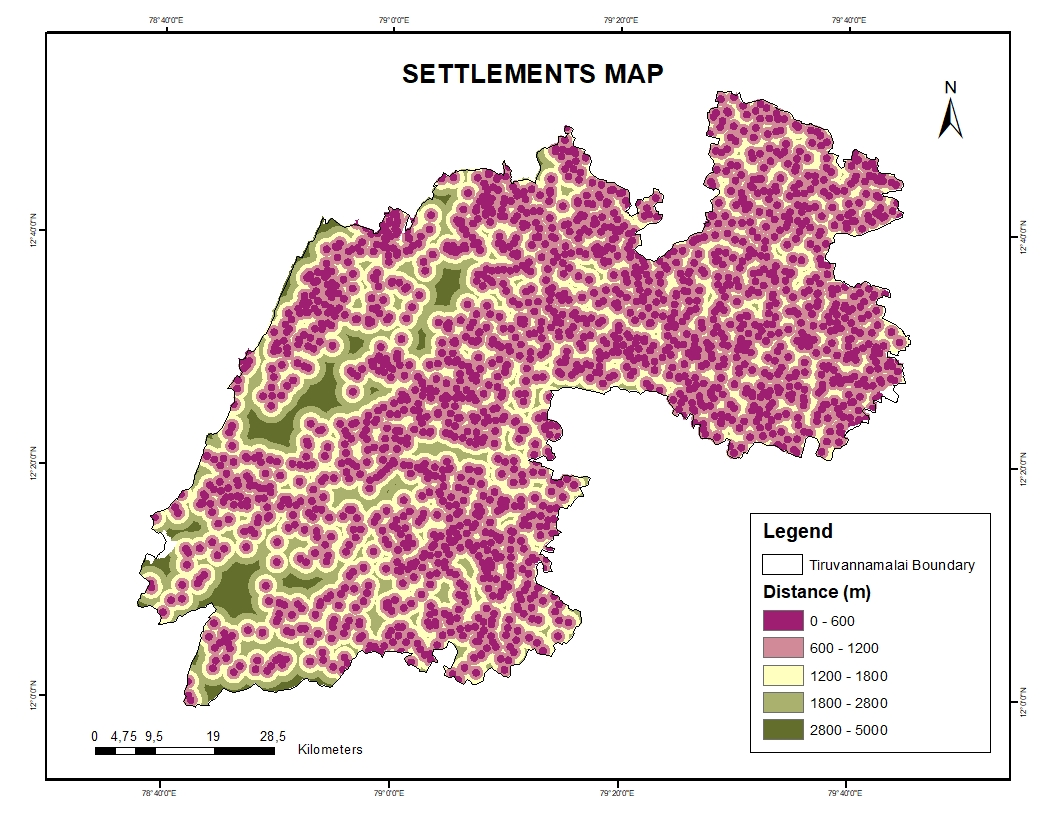 78°40'0"E 79°0'0"E 79°20'0"E 79°40'0"E
SETTLEMENTS MAP
N
12°40'0"N 12°40'0"N
12°20'0"N 12°20'0"N
12°0'0"N 12°0'0"N
Legend
Tiruvannamalai Boundary
Distance (m)
0 - 600
600 - 1200
1200 - 1800
1800 - 2800
2800 - 5000
0 4,75 9,5 19 28,5
Kilometers
78°40'0"E 79°0'0"E 79°20'0"E 79°40'0"E